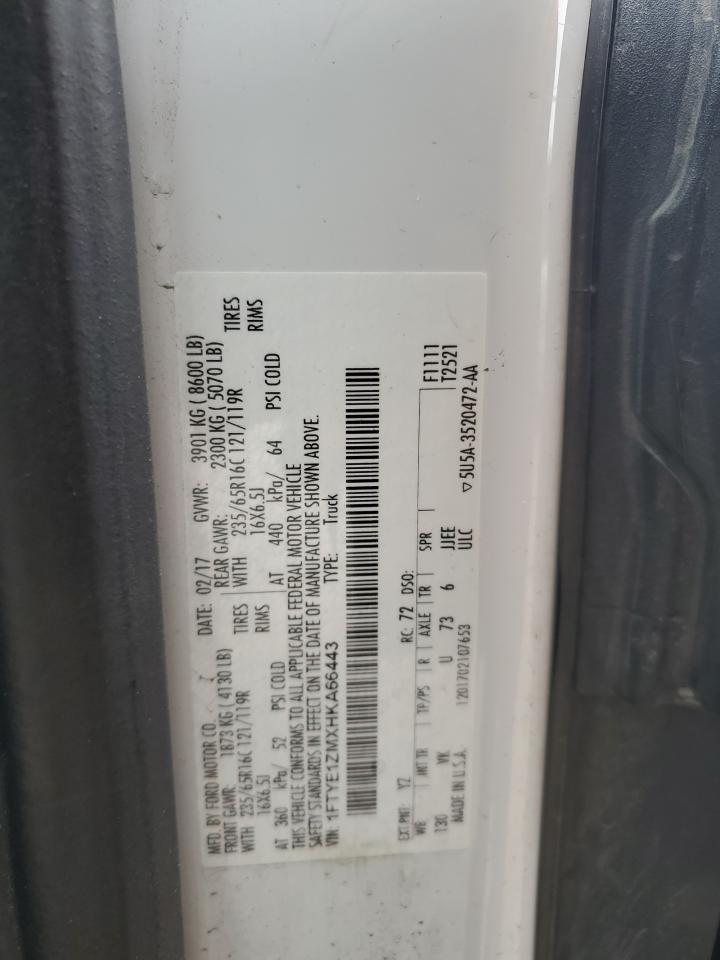 MFD. BY FORD MOTOR CO. DATE: 02/17 GVWR: 3901 KG ( 8600 LB)
FRONT GAWR: 1873 KG ( 4130 LB) REAR GAWR: 2300 KG ( 5070 LB)
WITH 235/65R16C 121/119R TIRES WITH 235/65R16C 121/119R TIRES
16X6.5J RIMS 16X6.5J RIMS
AT 360 kPa/ 52 PSI COLD AT 440 kPa/ 64 PSI COLD
THIS VEHICLE CONFORMS TO ALL APPLICABLE FEDERAL MOTOR VEHICLE
SAFETY STANDARDS IN EFFECT ON THE DATE OF MANUFACTURE SHOWN ABOVE.
VIN: 1FTYE1ZMXHKA66443 TYPE: Truck
EXT PNT: YZ RC: 72 DSO:
WB INT TR TP/PS R AXLE TR SPR F1111
130 VK U 73 6 JJEE T2521
ULC
MADE IN U.S.A. 1201702107653 ▽5U5A-3520472-AA